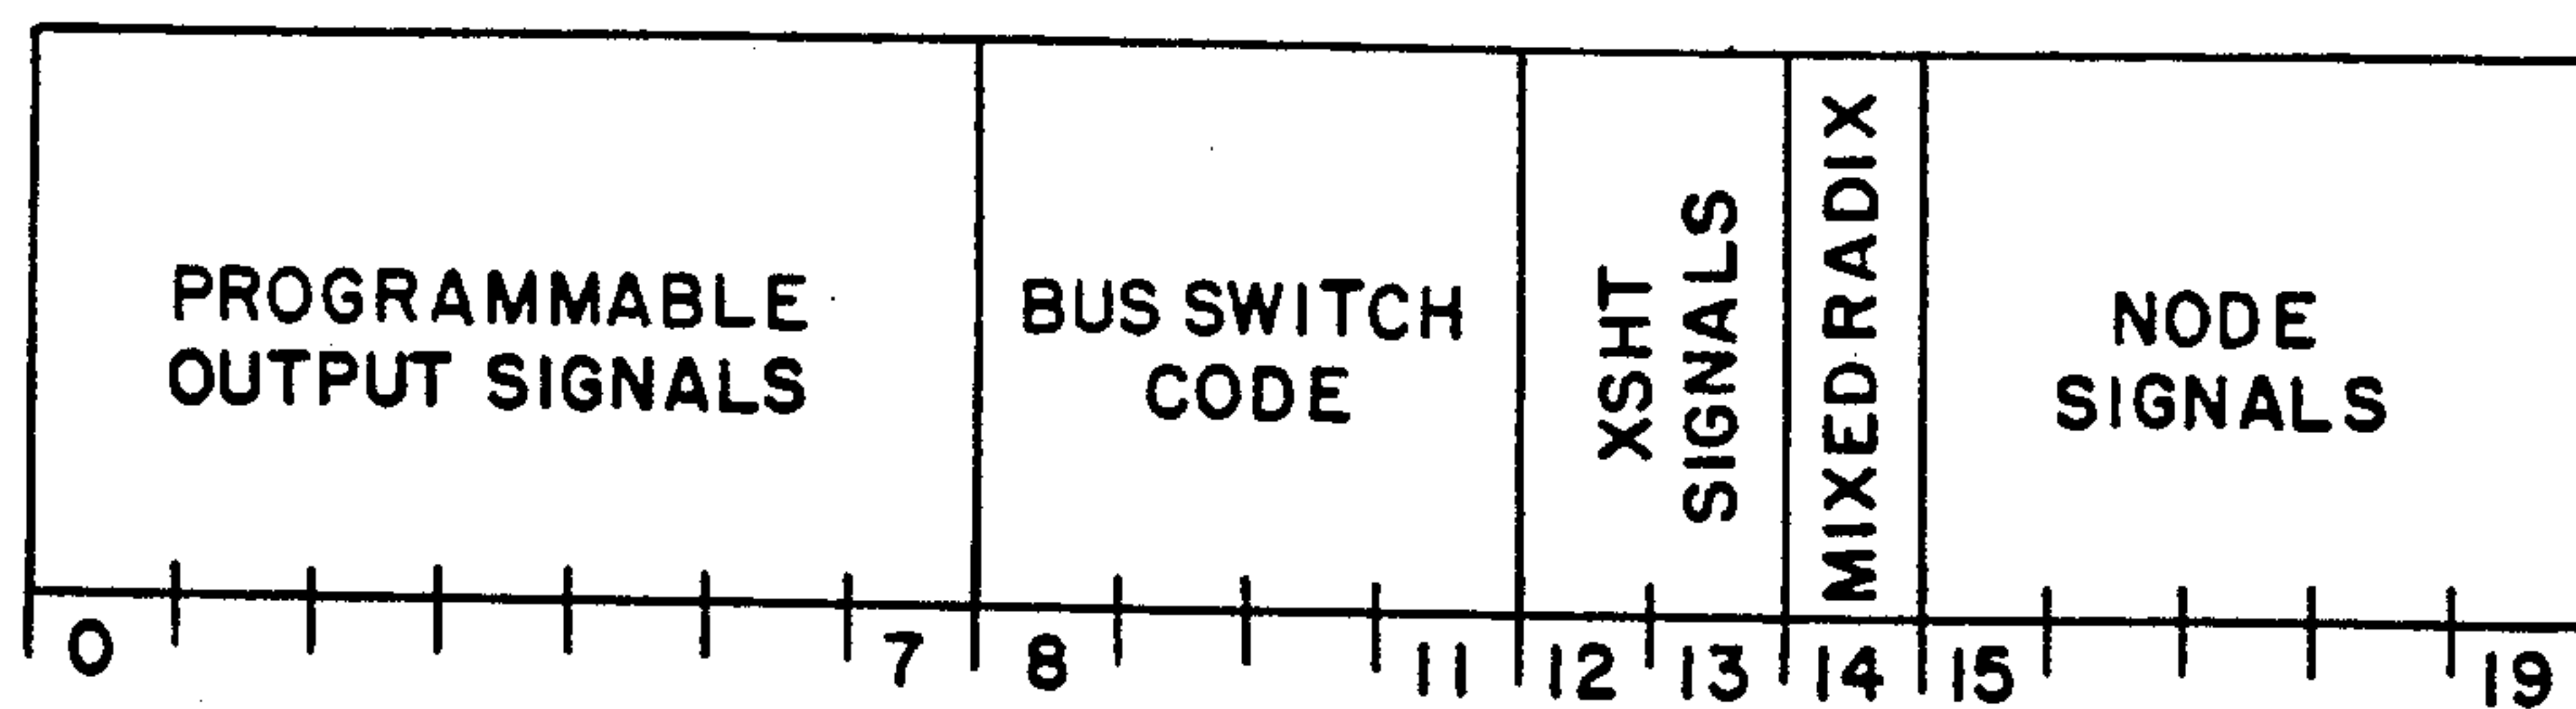 PROGRAMMABLE
OUTPUT SIGNALS
BUS SWITCH
CODE
XSHT
SIGNALS
MIXED RADIX
NODE
SIGNALS
0 7 8 11 12 13 14 15 19